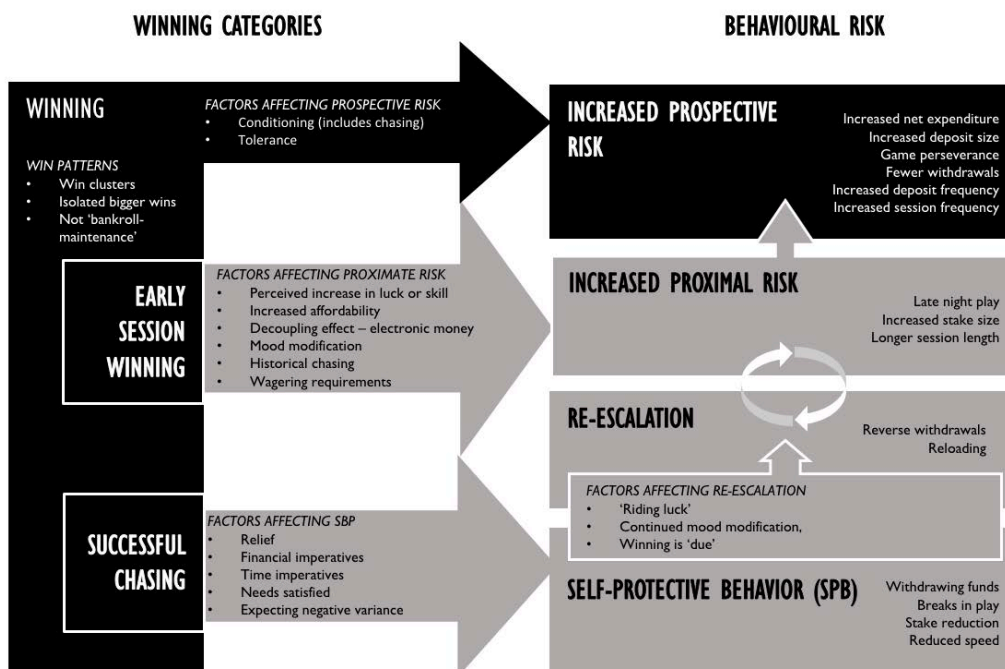 WINNING CATEGORIES
BEHAVIOURAL RISK
WINNING
WIN PATTERNS
• Win clusters
• Isolated bigger wins
• Not ‘bankroll-
maintenance’
FACTORS AFFECTING PROSPECTIVE RISK
• Conditioning (includes chasing)
• Tolerance
INCREASED PROSPECTIVE
RISK
Increased net expenditure
Increased deposit size
Game perseverance
Fewer withdrawals
Increased deposit frequency
Increased session frequency
EARLY
SESSION
WINNING
FACTORS AFFECTING PROXIMATE RISK
• Perceived increase in luck or skill
• Increased affordability
• Decoupling effect – electronic money
• Mood modification
• Historical chasing
• Wagering requirements
INCREASED PROXIMAL RISK
Late night play
Increased stake size
Longer session length
RE-ESCALATION
Reverse withdrawals
Reloading
FACTORS AFFECTING RE-ESCALATION
• ‘Riding luck’
• Continued mood modification,
• Winning is ‘due’
SUCCESSFUL
CHASING
FACTORS AFFECTING SBP
• Relief
• Financial imperatives
• Time imperatives
• Needs satisfied
• Expecting negative variance
SELF-PROTECTIVE BEHAVIOR (SPB)
Withdrawing funds
Breaks in play
Stake reduction
Reduced speed